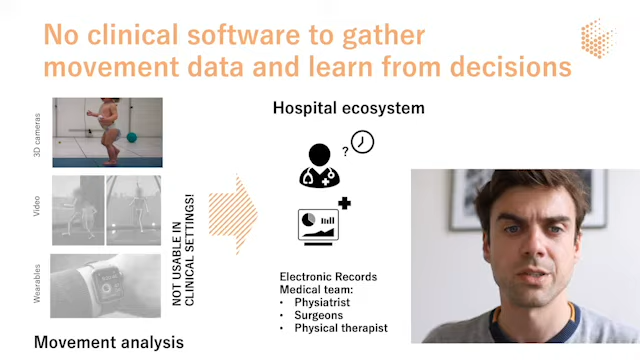 No clinical software to gather
movement data and learn from decisions
3D cameras
Video
Wearables
NOT USABLE IN
CLINICAL SETTINGS!
Movement analysis
Hospital ecosystem
?
Electronic Records
Medical team:
• Physiatrist
• Surgeons
• Physical therapist